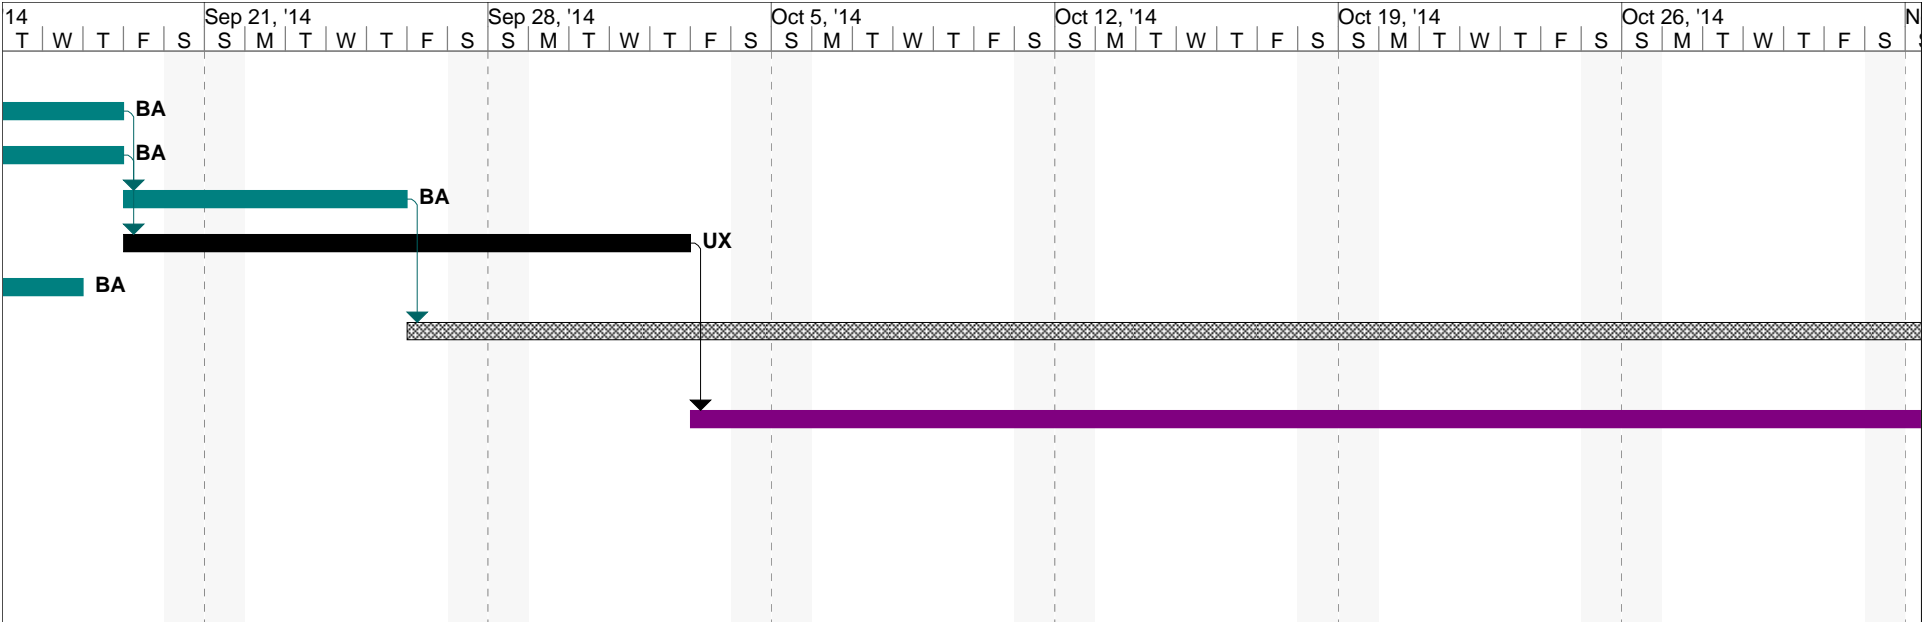 '14 Sep 21, '14 Sep 28, '14 Oct 5, '14 Oct 12, '14 Oct 19, '14 Oct 26, '14 N
T W T F S S M T W T F S S M T W T F S S M T W T F S S M T W T F S S M T W T F S S M T W T F S S
BA
BA
BA
UX
BA